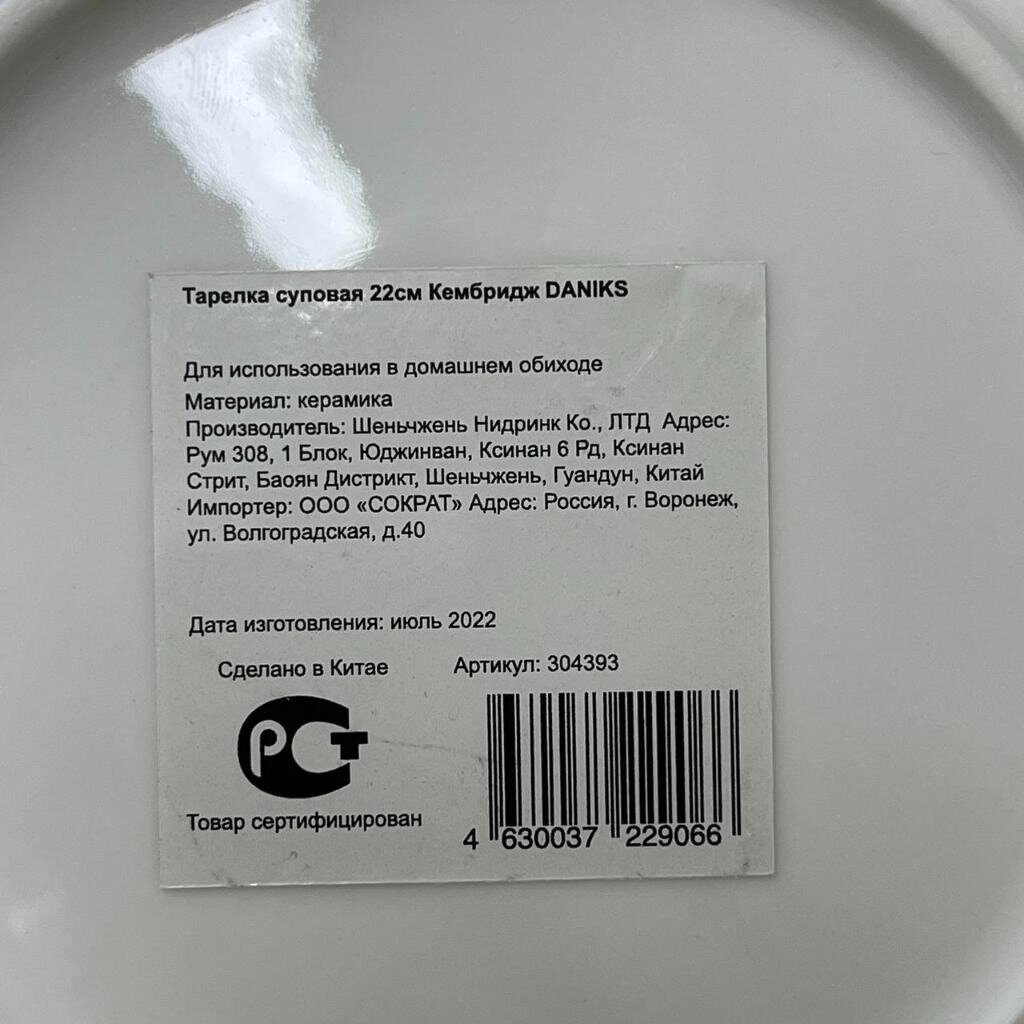 Тарелка суповая 22см Кембридж DANIKS
Для использования в домашнем обиходе
Материал: керамика
Производитель: Шеньчжень Нидринк Ко., ЛТД Адрес:
Рум 308, 1 Блок, Юджинван, Ксинан 6 Рд, Ксинан
Стрит, Баоян Дистрикт, Шеньчжень, Гуандун, Китай
Импортер: ООО «СОКРАТ» Адрес: Россия, г. Воронеж,
ул. Волгоградская, д.40
Дата изготовления: июль 2022
Сделано в Китае Артикул: 304393
РСТ
Товар сертифицирован
4 630037 229066